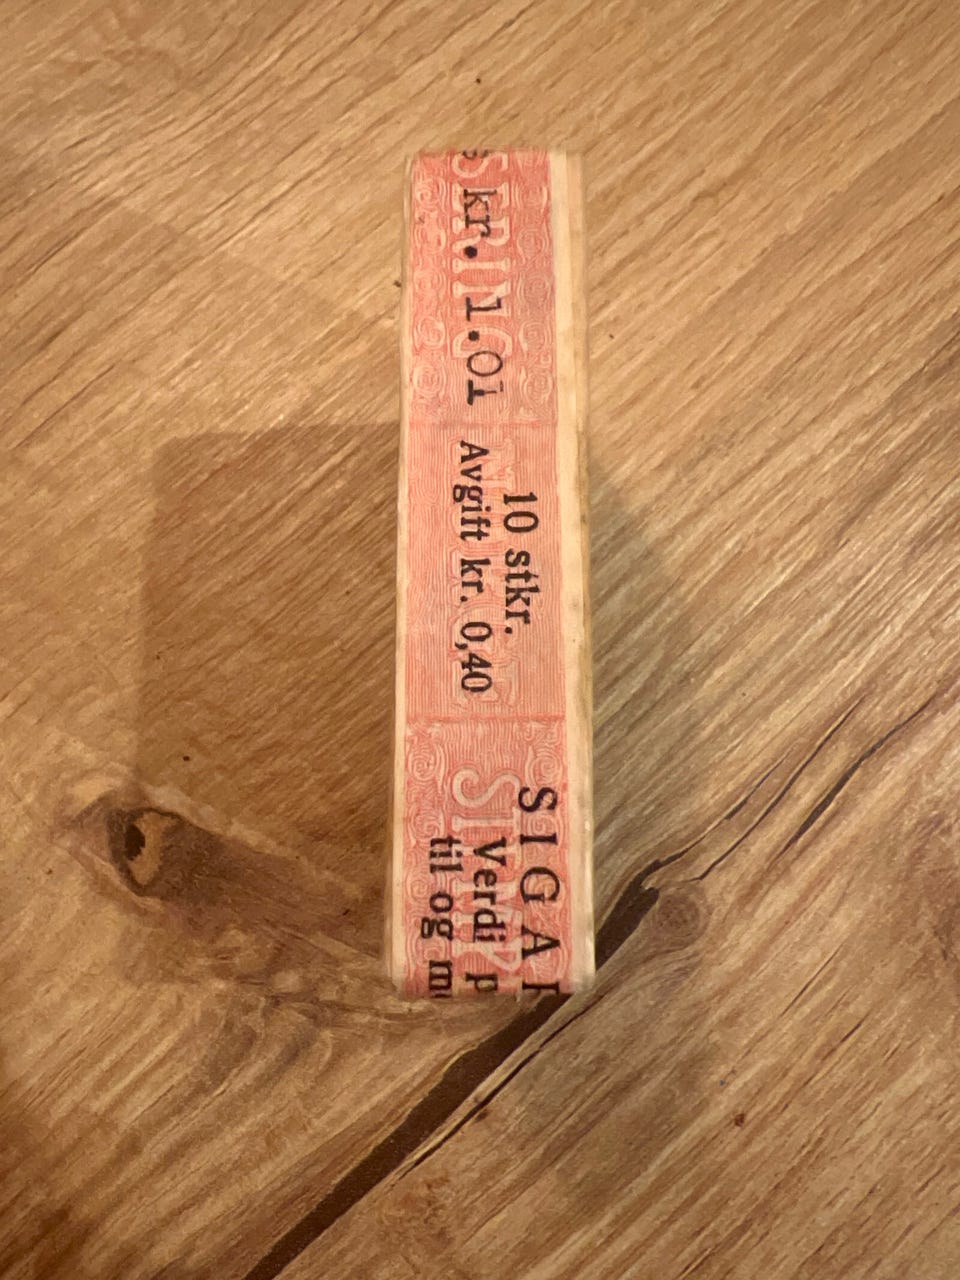 kr. 1.01
10 stkr.
Avgift kr. 0,40
SIGA
Verdi
til og